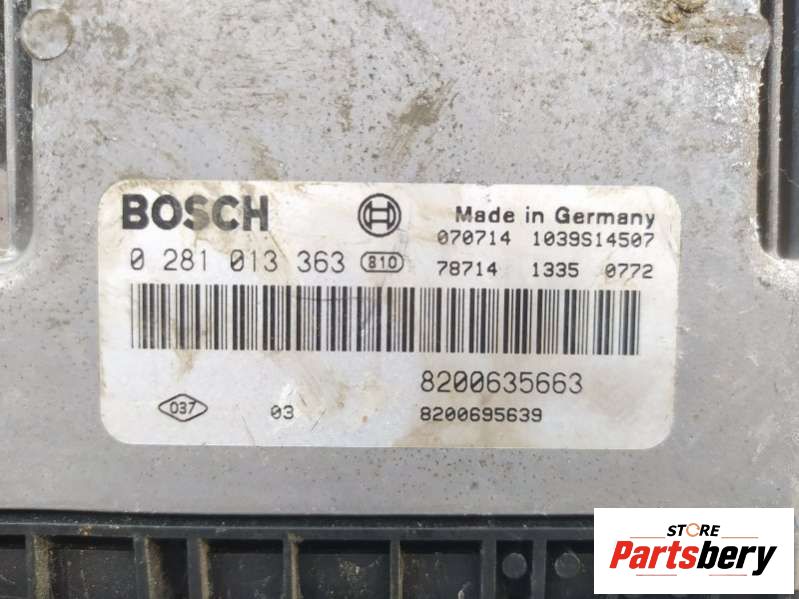 BOSCH
Made in Germany
070714 1039S14507
0 281 013 363 810
78714 1335 0772
8200635663
037 03
8200695639
STORE
Partsbery